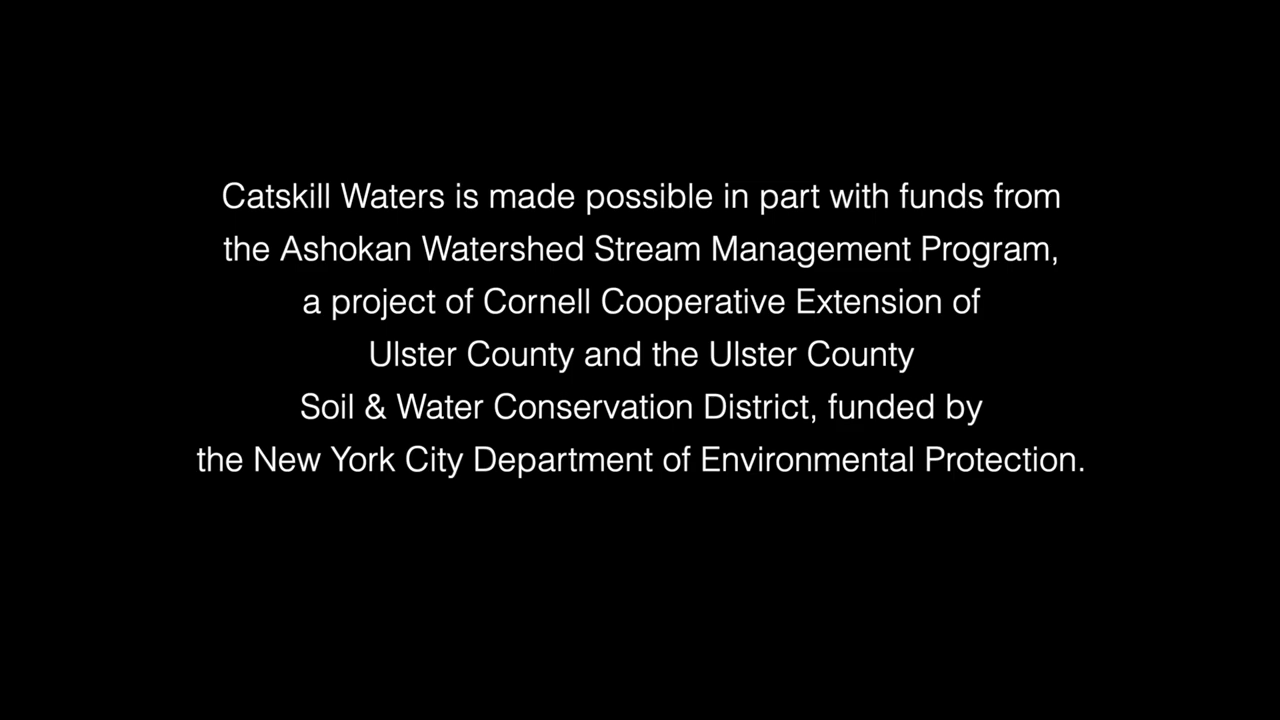 Catskill Waters is made possible in part with funds from
the Ashokan Watershed Stream Management Program,
a project of Cornell Cooperative Extension of
Ulster County and the Ulster County
Soil & Water Conservation District, funded by
the New York City Department of Environmental Protection.